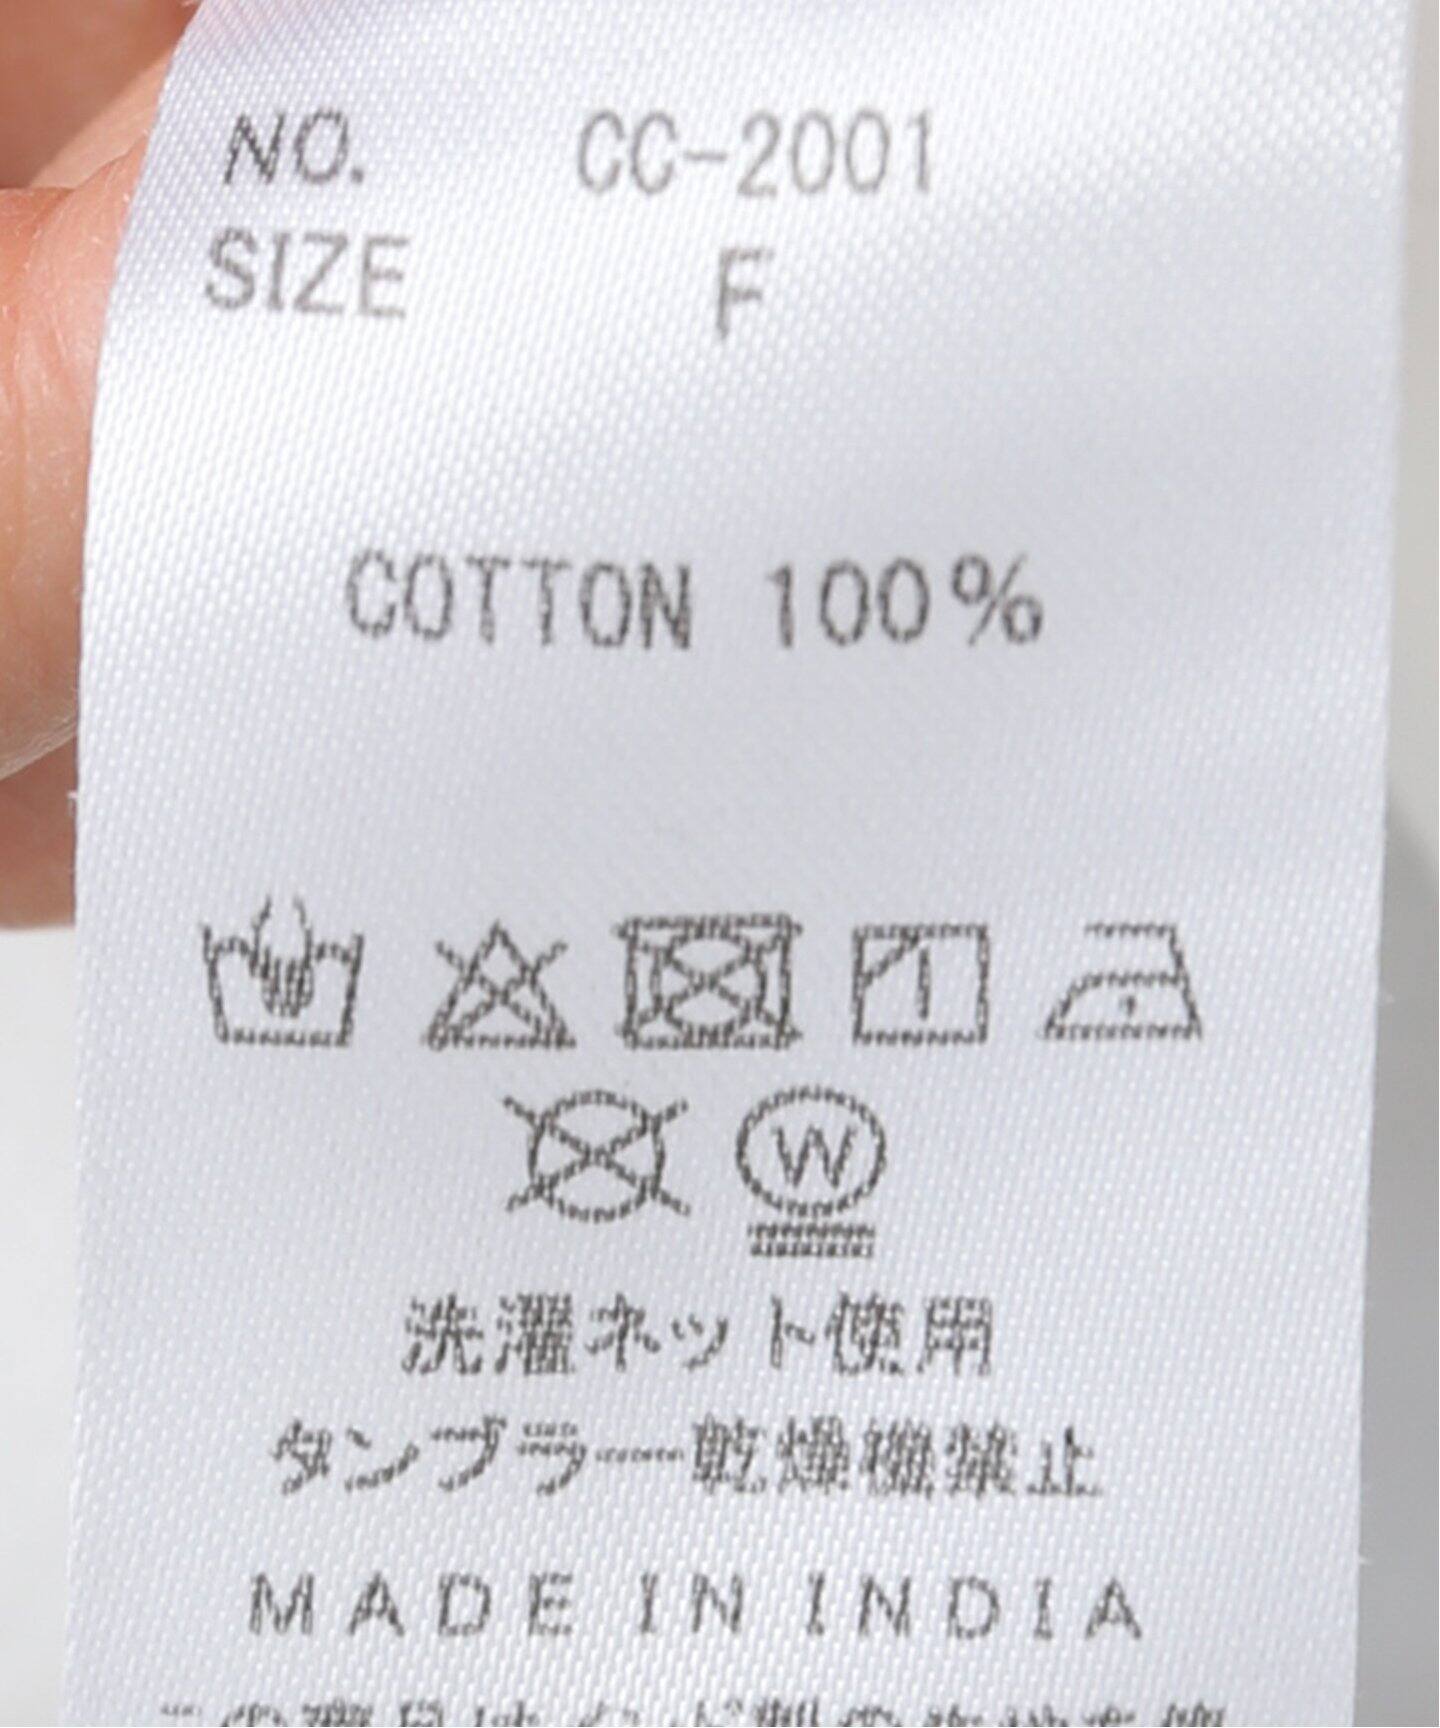 NO. CC-2001
SIZE F
COTTON 100%
W
洗濯ネット使用
タンブラー乾燥機禁止
MADE IN INDIA